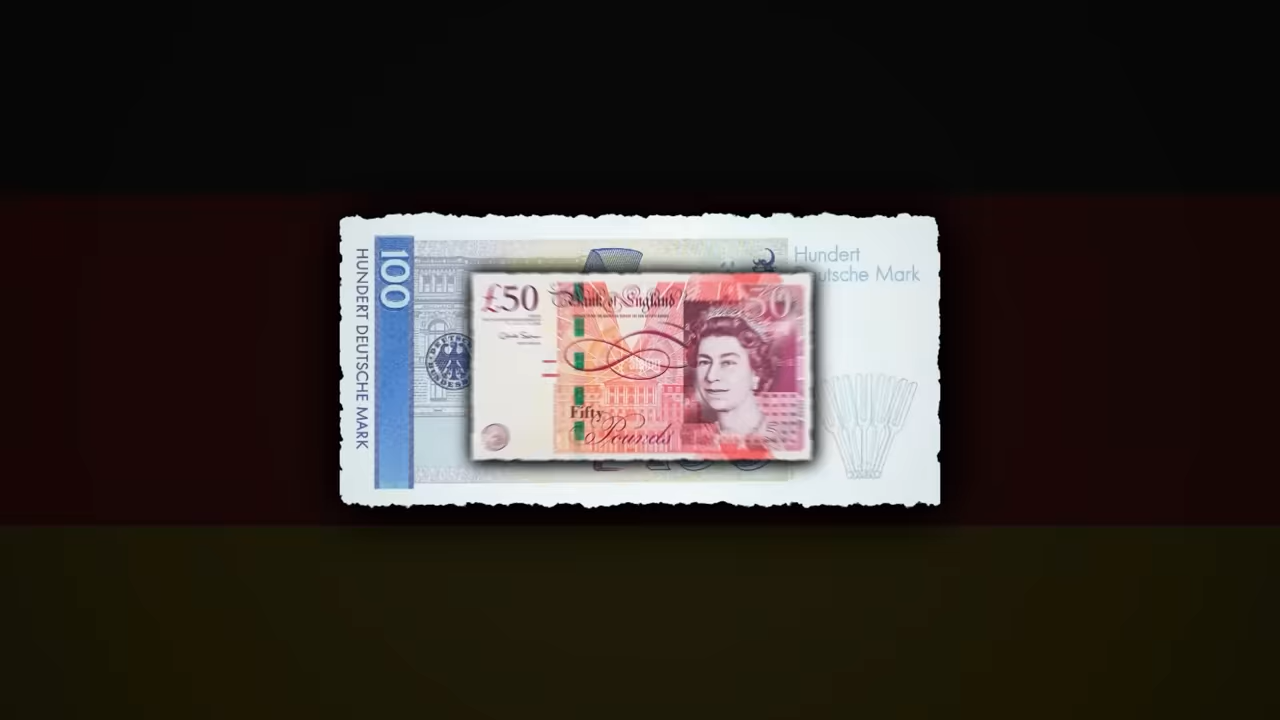 HUNDERT DEUTSCHE MARK
100
Hundert
utsche Mark
£50
Bank of England
50
Fifty
Pounds